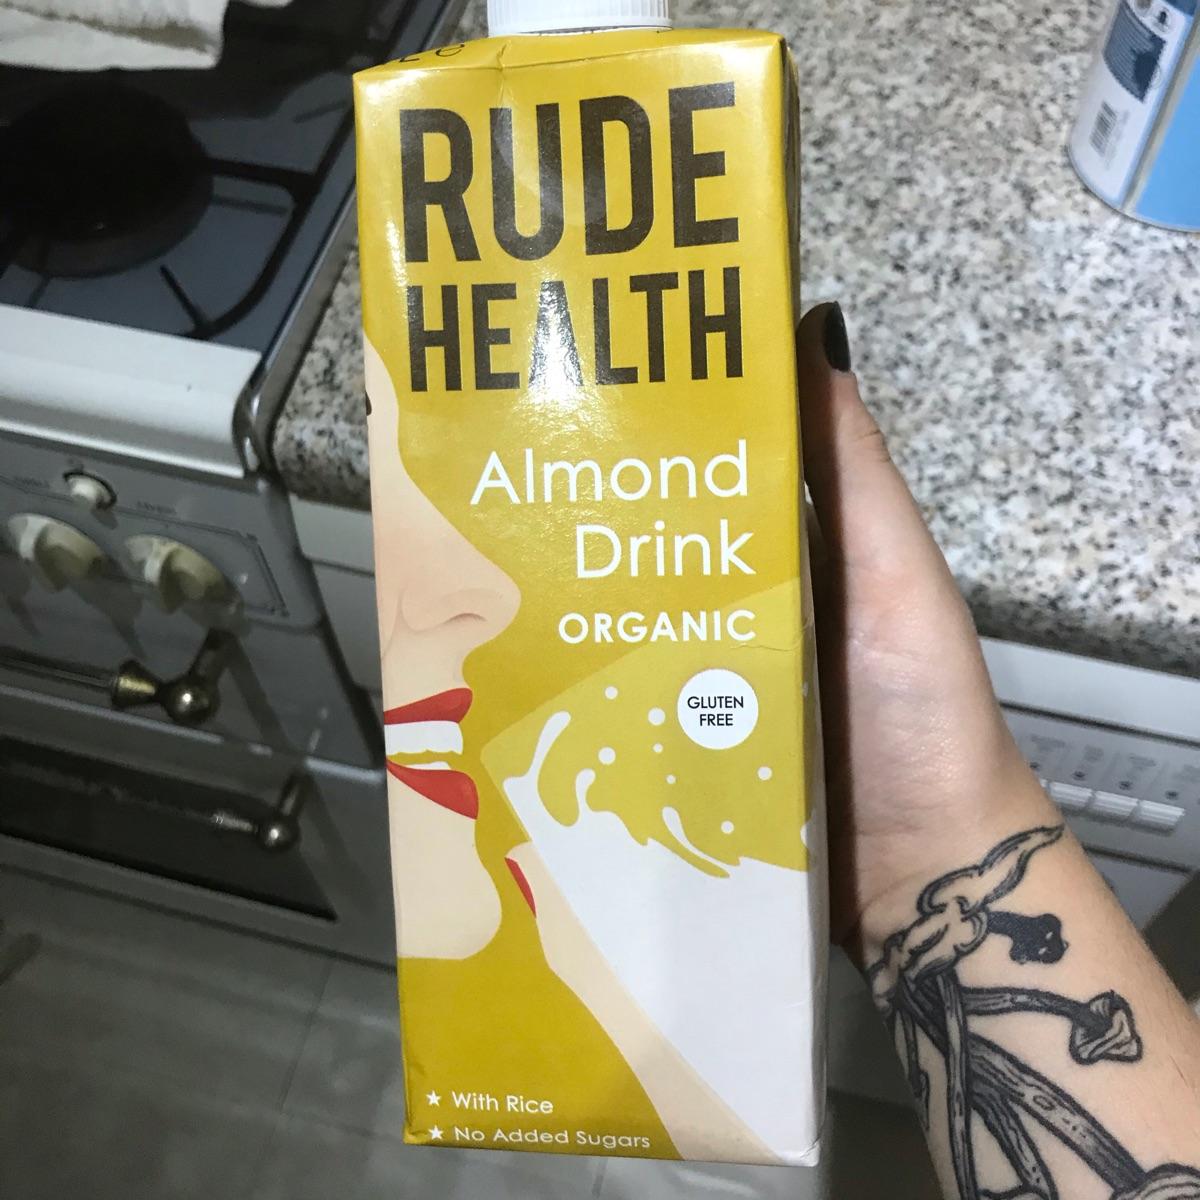 RUDE
HEALTH
Almond
Drink
ORGANIC
GLUTEN
FREE
★ With Rice
★ No Added Sugars